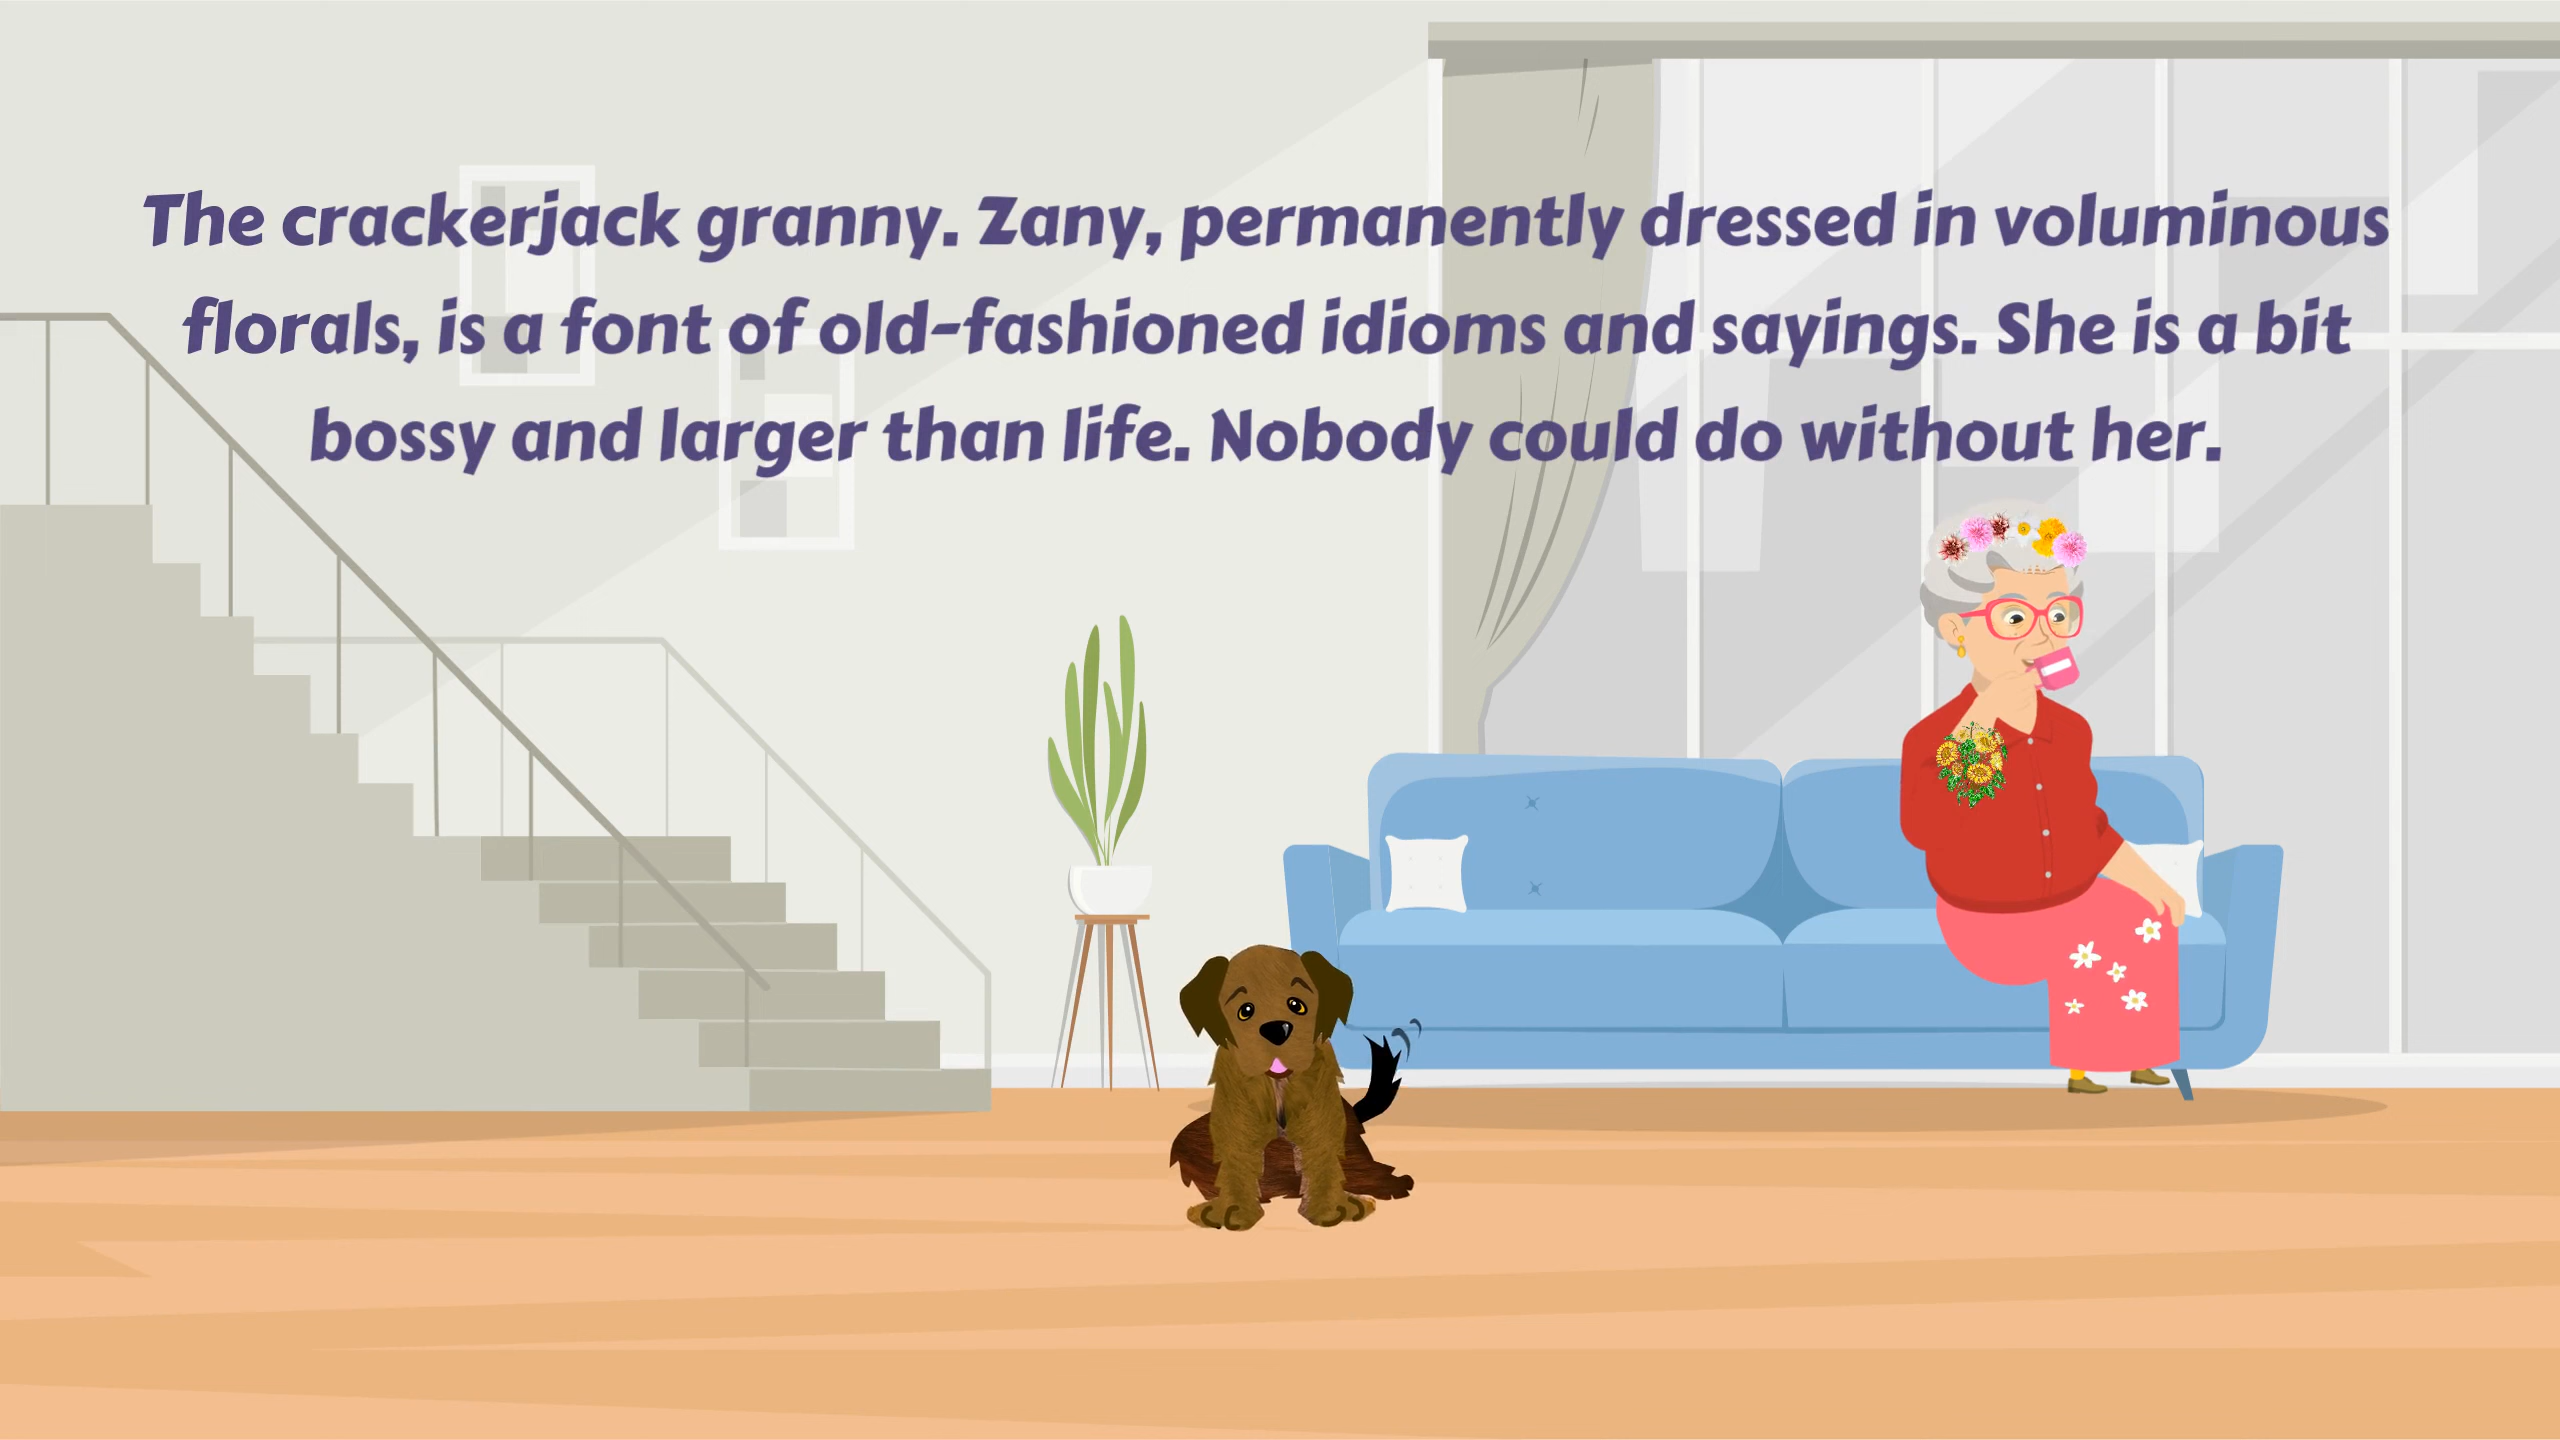 The crackerjack granny. Zany, permanently dressed in voluminous
florals, is a font of old-fashioned idioms and sayings. She is a bit
bossy and larger than life. Nobody could do without her.